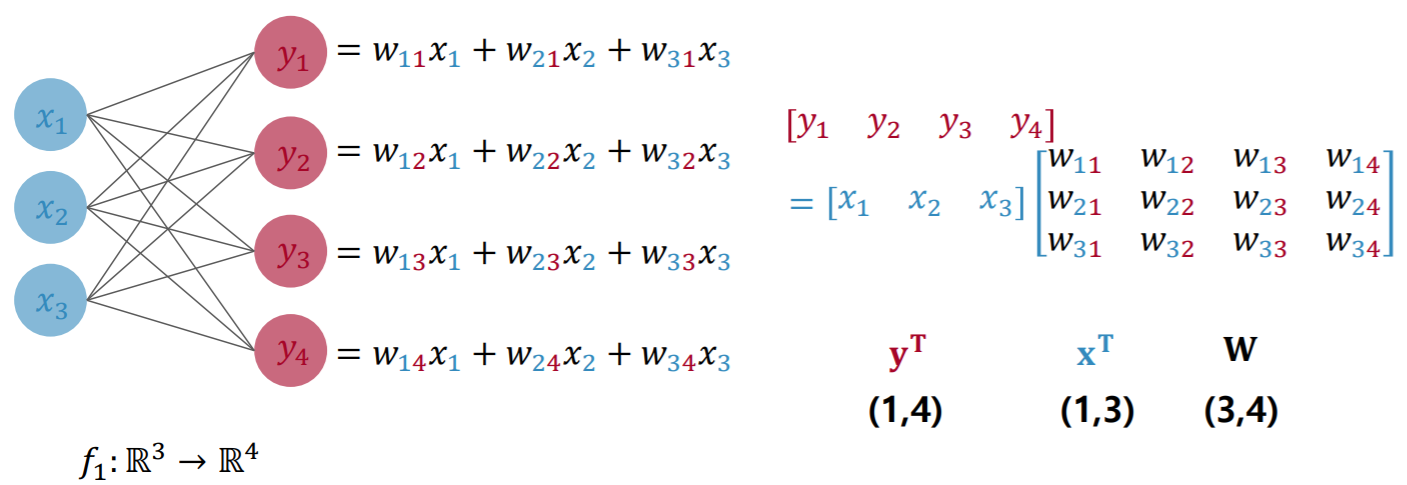 x₁
x₂
x₃
y₁ = w₁₁x₁ + w₂₁x₂ + w₃₁x₃
y₂ = w₁₂x₁ + w₂₂x₂ + w₃₂x₃
y₃ = w₁₃x₁ + w₂₃x₂ + w₃₃x₃
y₄ = w₁₄x₁ + w₂₄x₂ + w₃₄x₃
f₁: ℝ³ → ℝ⁴
[y₁ y₂ y₃ y₄]
= [x₁ x₂ x₃]
[w₁₁ w₁₂ w₁₃ w₁₄
w₂₁ w₂₂ w₂₃ w₂₄
w₃₁ w₃₂ w₃₃ w₃₄]
𝐲ᵀ 𝐱ᵀ 𝐖
(1,4) (1,3) (3,4)